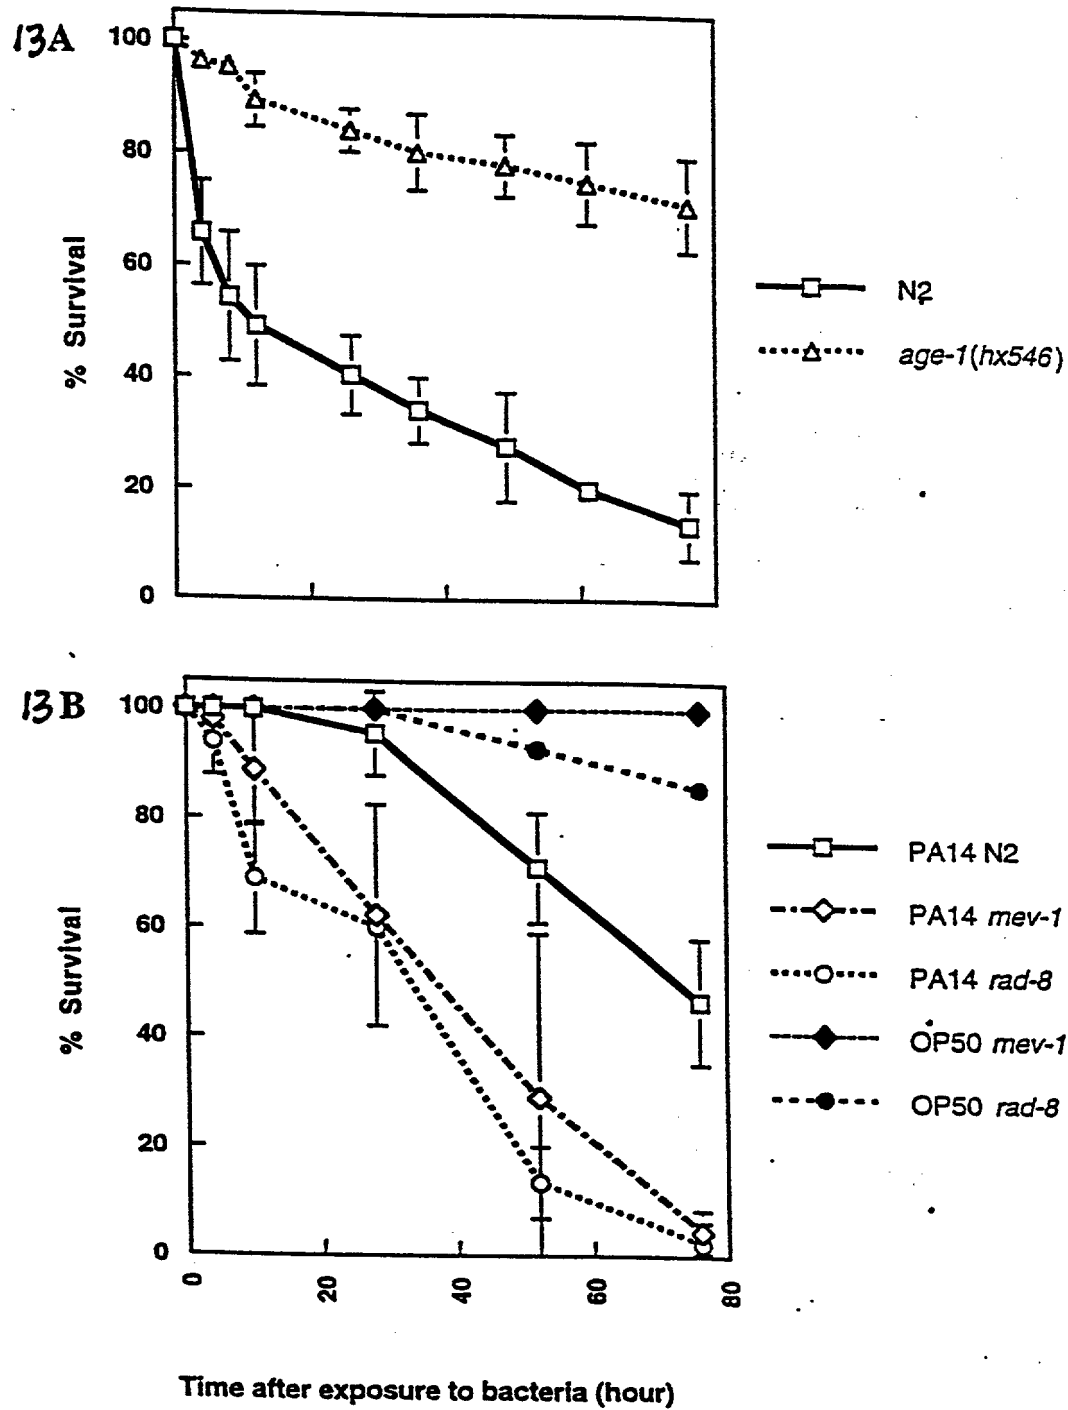 13A
100
80
60
40
20
0
% Survival
N2
age-1(hx546)
13B
100
80
60
40
20
0
% Survival
0
20
40
60
80
PA14 N2
PA14 mev-1
PA14 rad-8
OP50 mev-1
OP50 rad-8
Time after exposure to bacteria (hour)